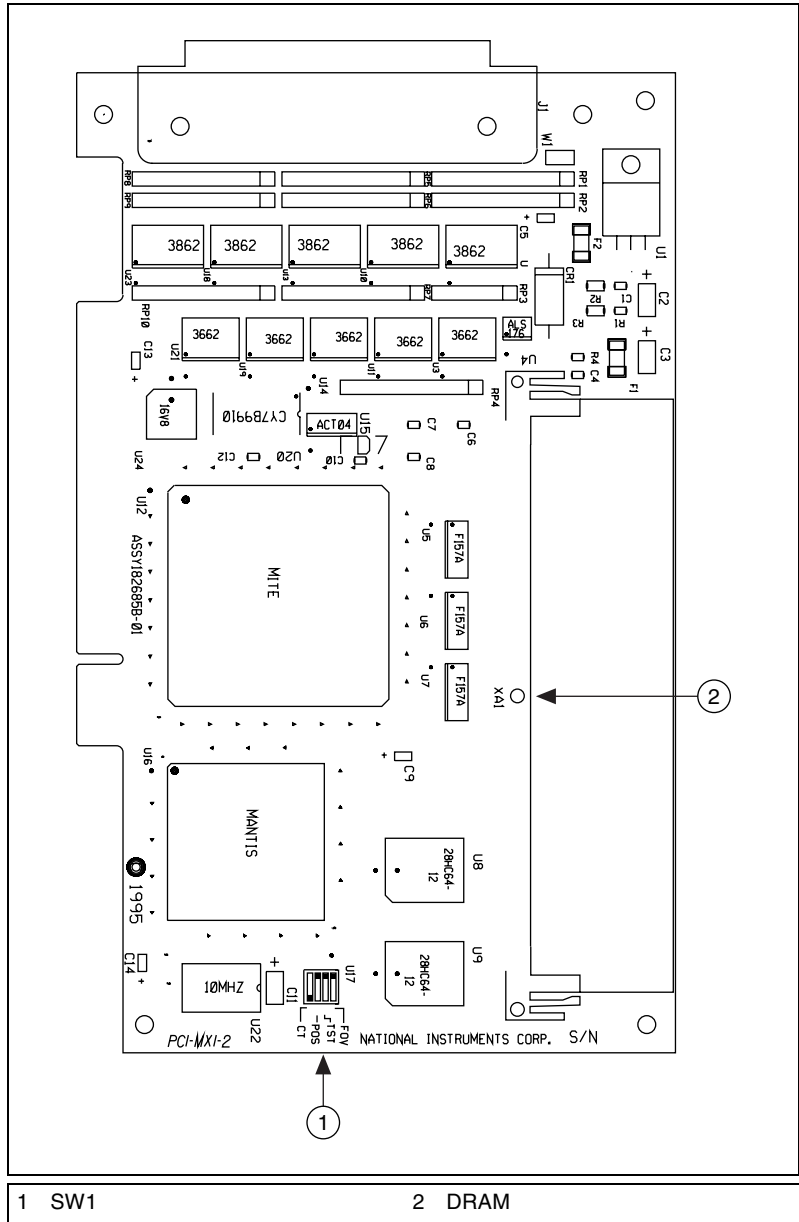 J1
W1
RP8
RP5
RP1
RP9
RP6
RP2
3862
3862
3862
3862
3862
C5
U
+
F2
U1
U23
U18
U13
U10
RP10
RP7
RP3
CR1
R2
C1
+
C2
R3
R1
+
C3
C13
+
3662
3662
3662
3662
3662
ALS
176
U21
U19
U11
U3
U4
R4
C4
F1
U14
RP4
16V8
CY7B9910
ACT04
U15
C7
C6
U24
C12
U20
C10
C8
U12
ASSY182685B-01
MITE
U5
F157A
U6
F157A
U7
F157A
XA1
2
U16
+
C9
MANTIS
1995
U8
28HC64-
12
U9
28HC64-
12
C14
+
10MHZ
+
C11
U17
U22
CT
POS
TST
FOV
PCI-MXI-2
NATIONAL INSTRUMENTS CORP.
S/N
1
1 SW1 2 DRAM